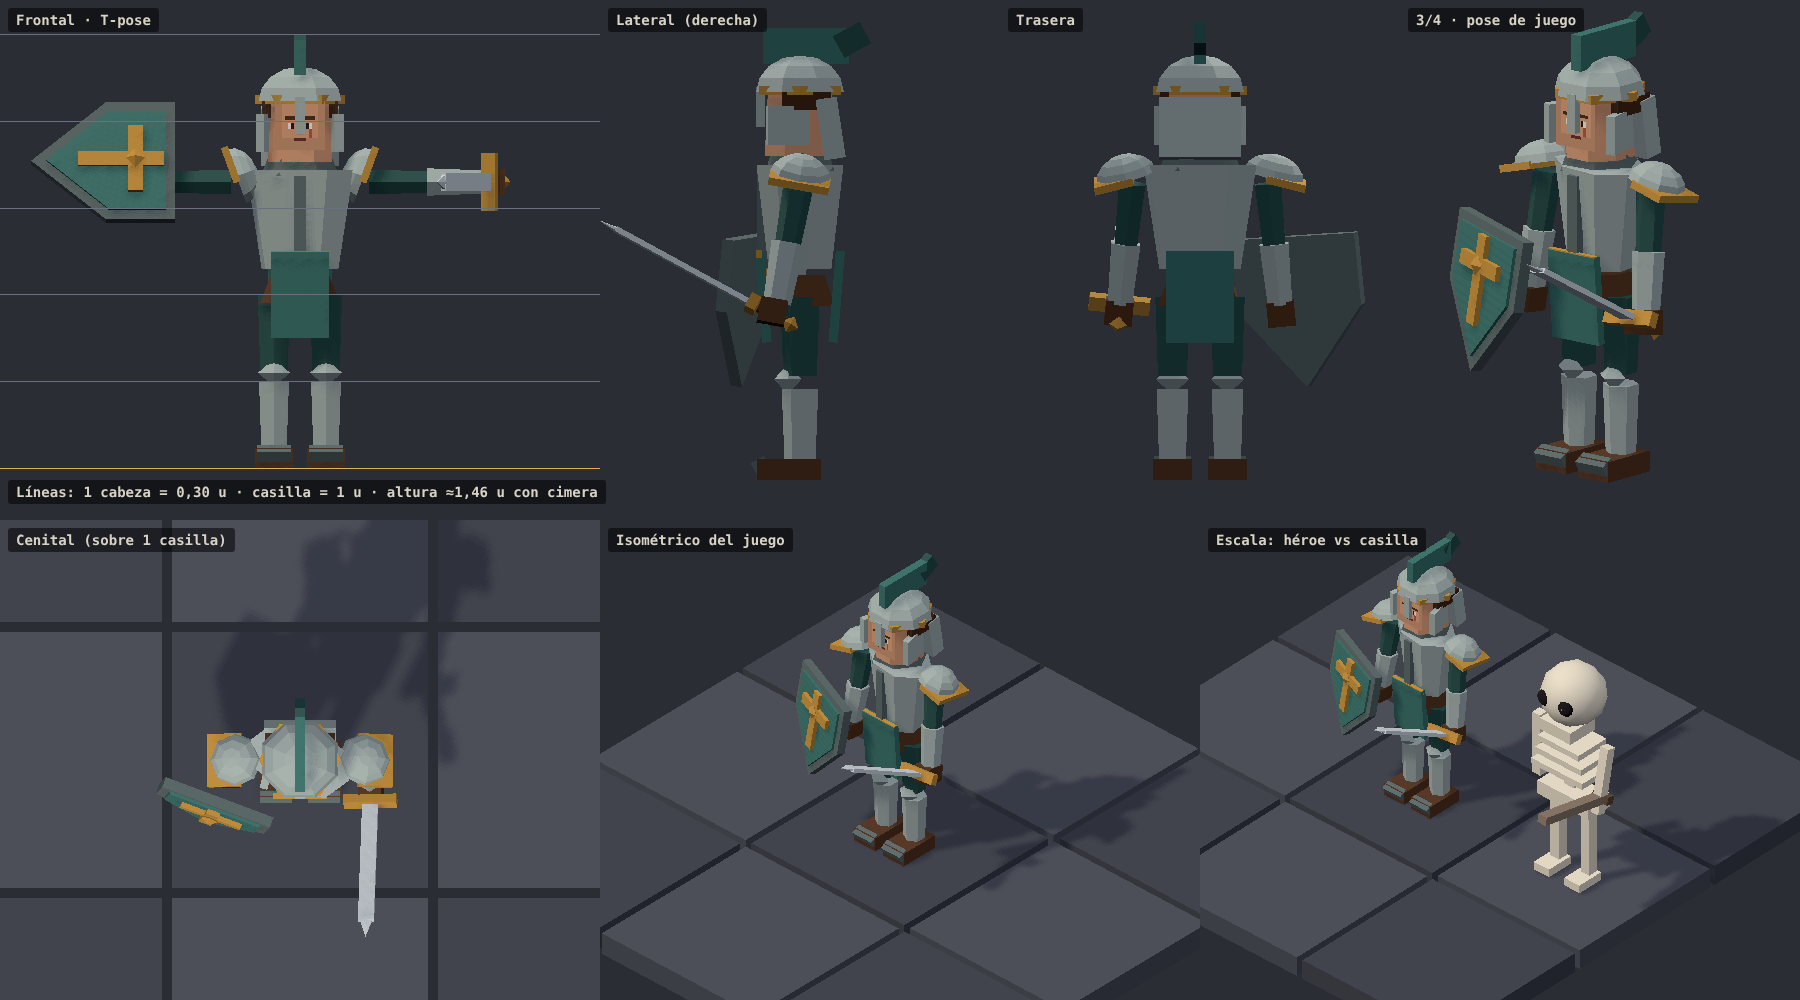 Frontal · T-pose
Lateral (derecha)
Trasera
3/4 · pose de juego
Líneas: 1 cabeza = 0,30 u · casilla = 1 u · altura ≈1,46 u con cimera
Cenital (sobre 1 casilla)
Isométrico del juego
Escala: héroe vs casilla